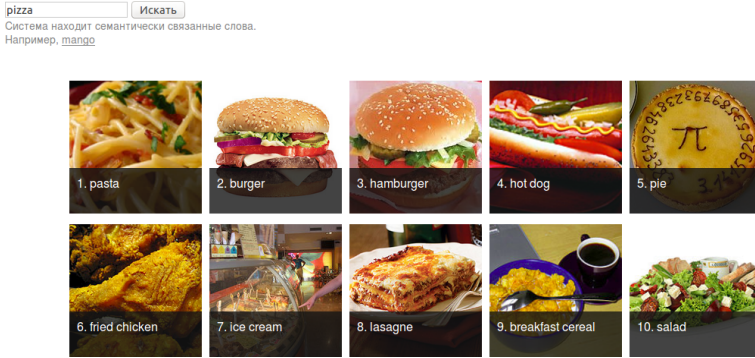 pizza Искать
Система находит семантически связанные слова.
Например, mango
1. pasta 2. burger 3. hamburger 4. hot dog 5. pie
π
6. fried chicken 7. ice cream 8. lasagne 9. breakfast cereal 10. salad